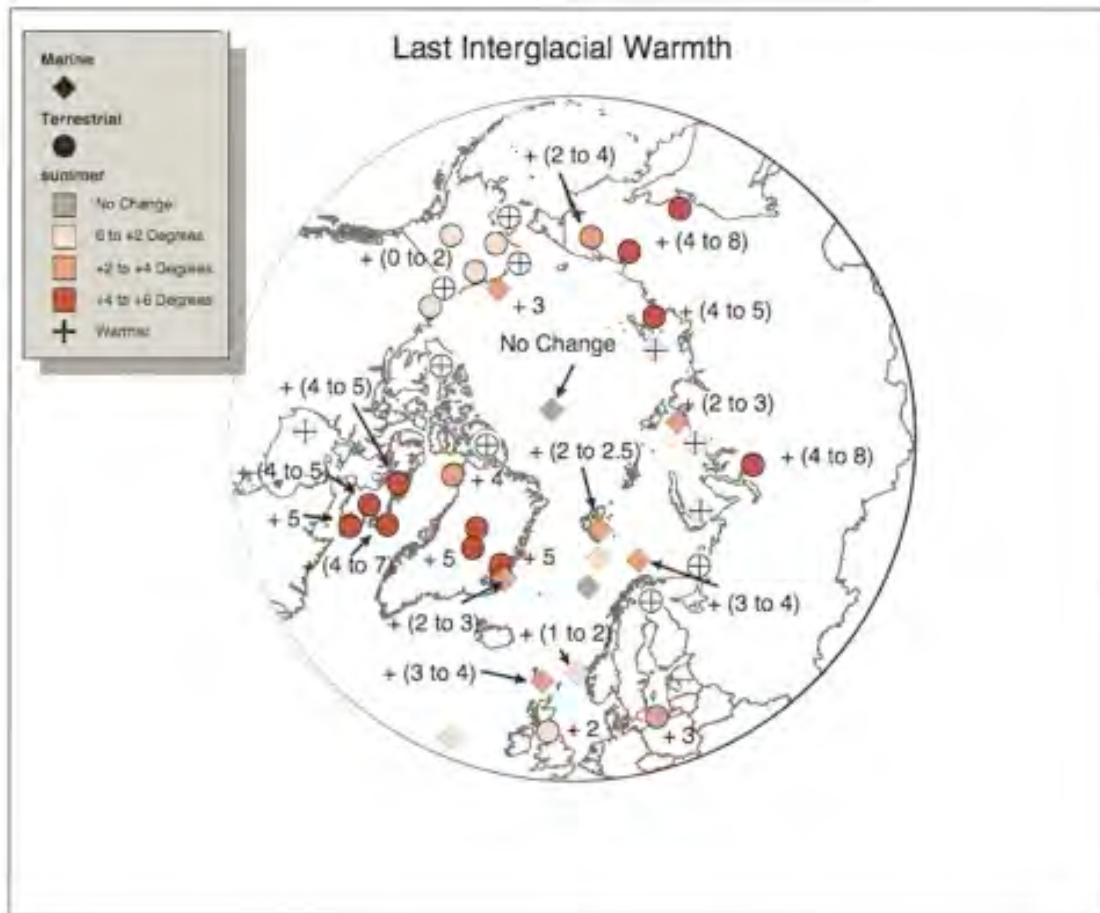 Last Interglacial Warmth
Marine
Terrestrial
summer
No Change
0 to +2 Degrees
+2 to +4 Degrees
+4 to +6 Degrees
Warmer
+ (2 to 4)
+ (4 to 8)
+ (0 to 2)
+ 3
+ (4 to 5)
No Change
+ (4 to 5)
+ (2 to 3)
+ (2 to 2.5)
+ (4 to 8)
+ (4 to 5)
+ 4
+ 5
(4 to 7)
+ 5
+ 5
+ (3 to 4)
+ (2 to 3)
+ (1 to 2)
+ (3 to 4)
+ 2
+ 3